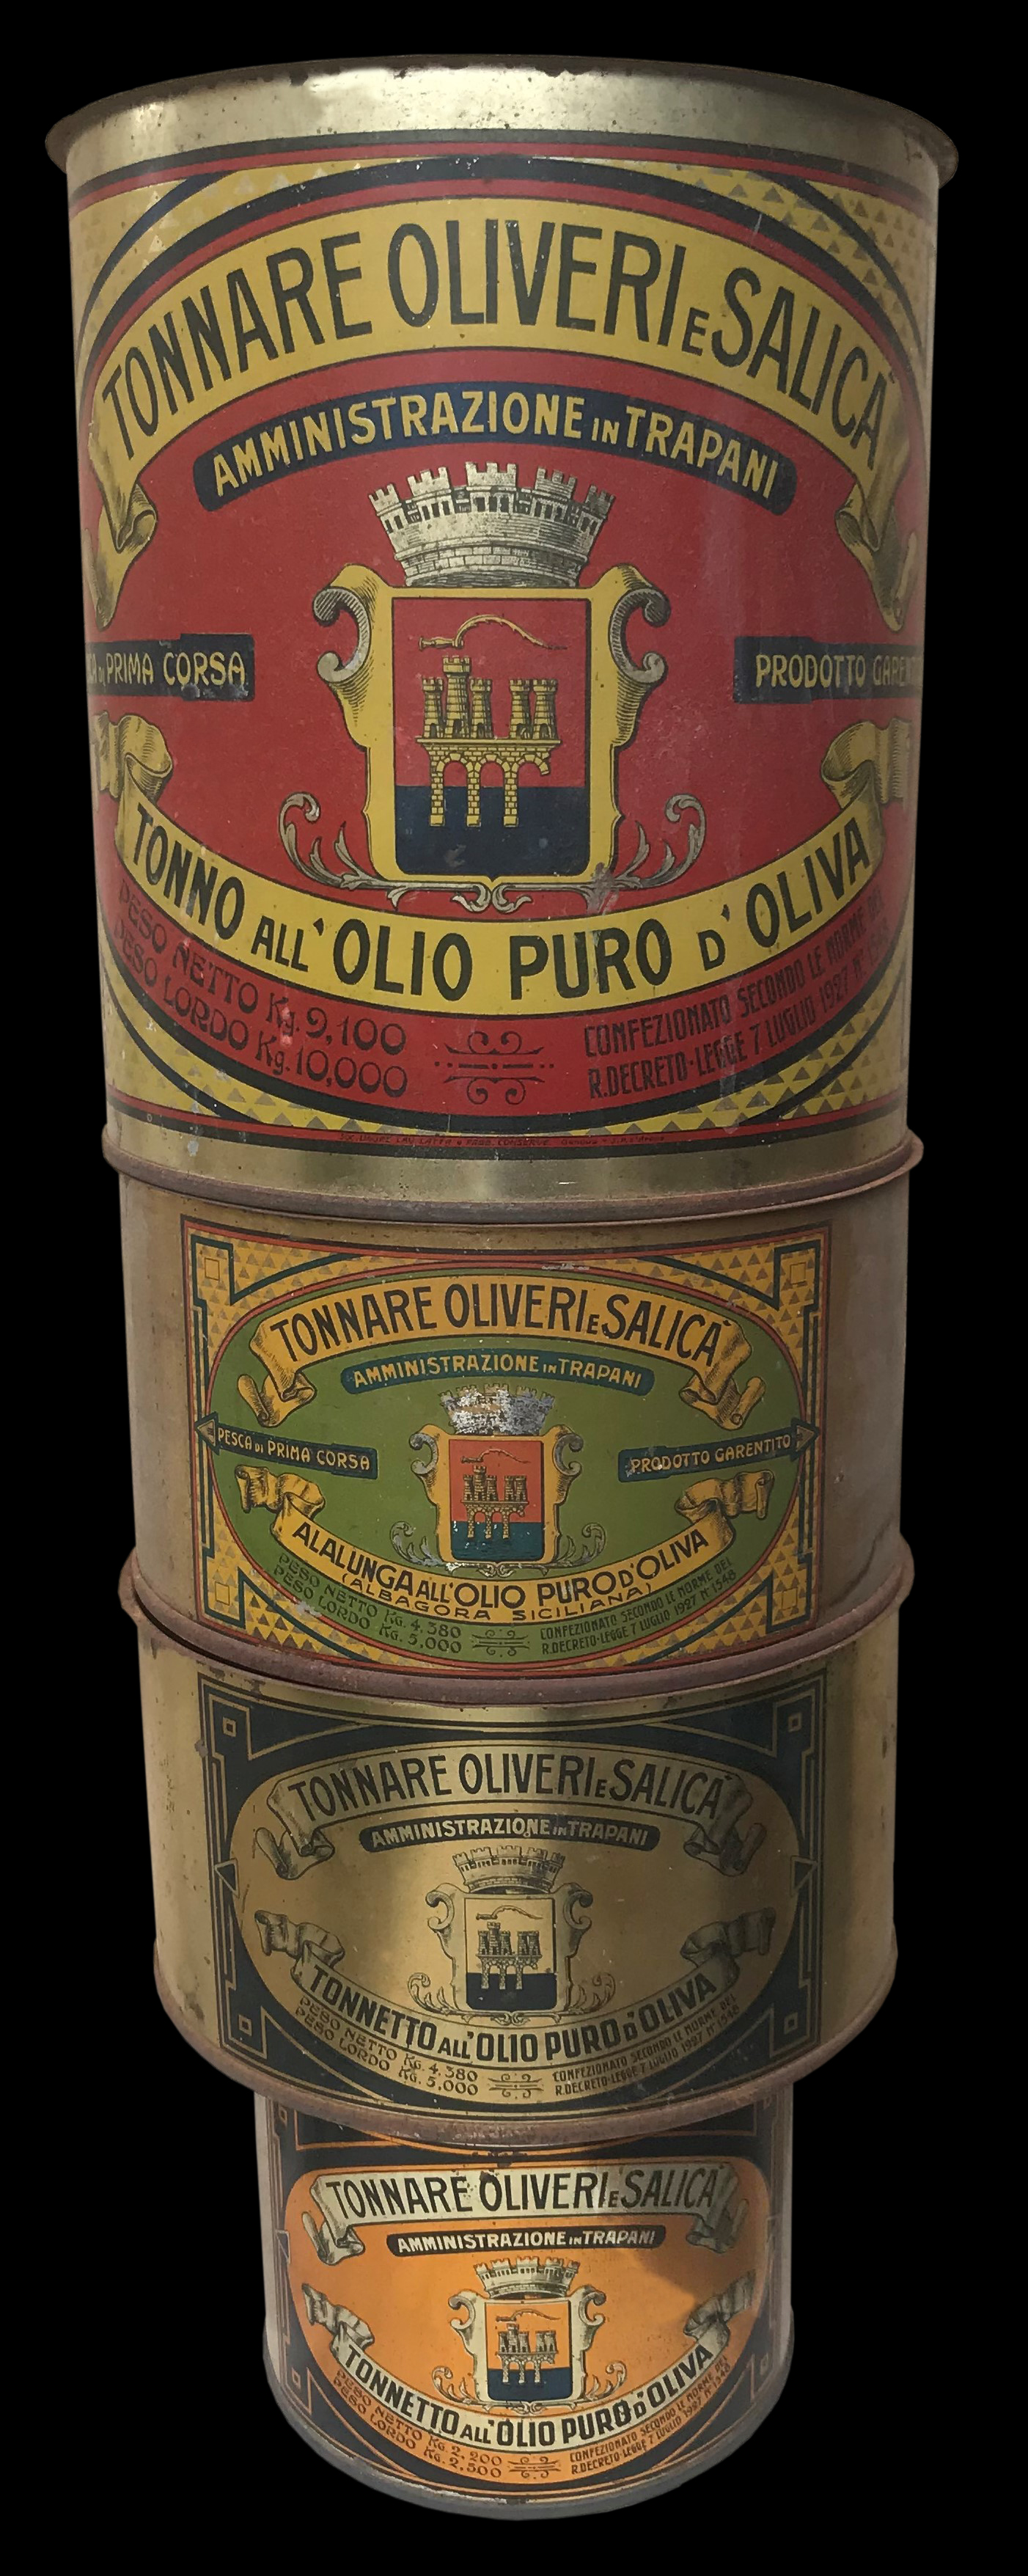 TONNARE OLIVERI E SALICÀ
AMMINISTRAZIONE IN TRAPANI
DI PRIMA CORSA
PRODOTTO
TONNO ALL'OLIO PURO D'OLIVA
PESO NETTO Kg. 9,100
PESO LORDO Kg. 10,000
CONFEZIONATO SECONDO LE NORME DEL
R. DECRETO-LEGGE 7 LUGLIO 1927 N° 1548
TONNARE OLIVERI E SALICÀ
AMMINISTRAZIONE IN TRAPANI
PESCA DI PRIMA CORSA
PRODOTTO GARENTITO
ALALUNGA ALL'OLIO PURO D'OLIVA
(ALBAGORA SICILIANA)
PESO NETTO KG. 4.380
PESO LORDO KG. 5.000
CONFEZIONATO SECONDO LE NORME DEL
R. DECRETO-LEGGE 7 LUGLIO 1927 N° 1548
TONNARE OLIVERI E SALICÀ
AMMINISTRAZIONE IN TRAPANI
TONNETTO ALL'OLIO PURO D'OLIVA
PESO NETTO KG. 4.380
PESO LORDO KG. 5.000
CONFEZIONATO SECONDO LE NORME DEL
R. DECRETO-LEGGE 7 LUGLIO 1927 N° 1548
TONNARE OLIVERI E SALICÀ
AMMINISTRAZIONE IN TRAPANI
TONNETTO ALL'OLIO PURO D'OLIVA
PESO NETTO KG 2,200
PESO LORDO KG. 2,500
CONFEZIONATO SECONDO LE NORME DEL
R. DECRETO-LEGGE 7 LUGLIO 1927 N° 1548